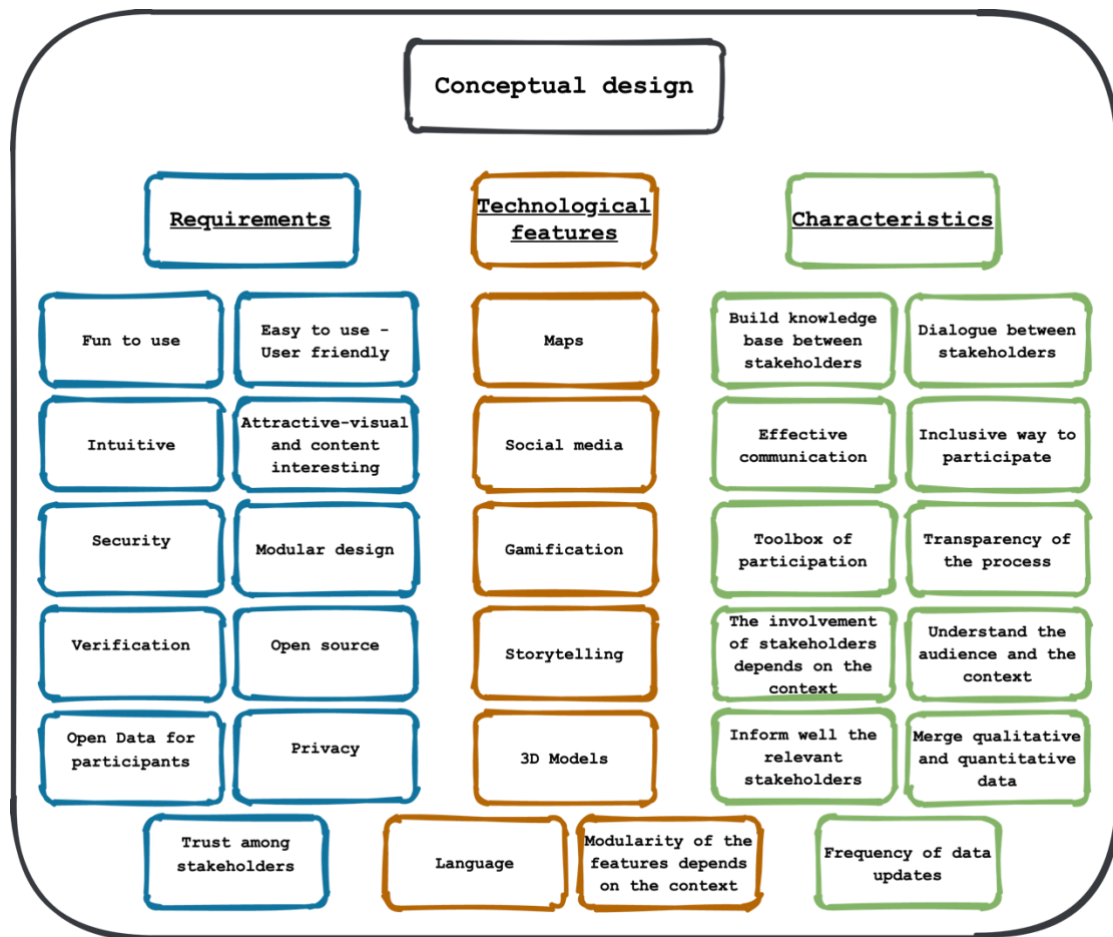 Conceptual design
Requirements
Technological
features
Characteristics
Fun to use
Easy to use -
User friendly
Maps
Build knowledge
base between
stakeholders
Dialogue between
stakeholders
Intuitive
Attractive-visual
and content
interesting
Social media
Effective
communication
Inclusive way to
participate
Security
Modular design
Gamification
Toolbox of
participation
Transparency of
the process
Verification
Open source
Storytelling
The involvement
of stakeholders
depends on the
context
Understand the
audience and the
context
Open Data for
participants
Privacy
3D Models
Inform well the
relevant
stakeholders
Merge qualitative
and quantitative
data
Trust among
stakeholders
Language
Modularity of the
features depends
on the context
Frequency of data
updates